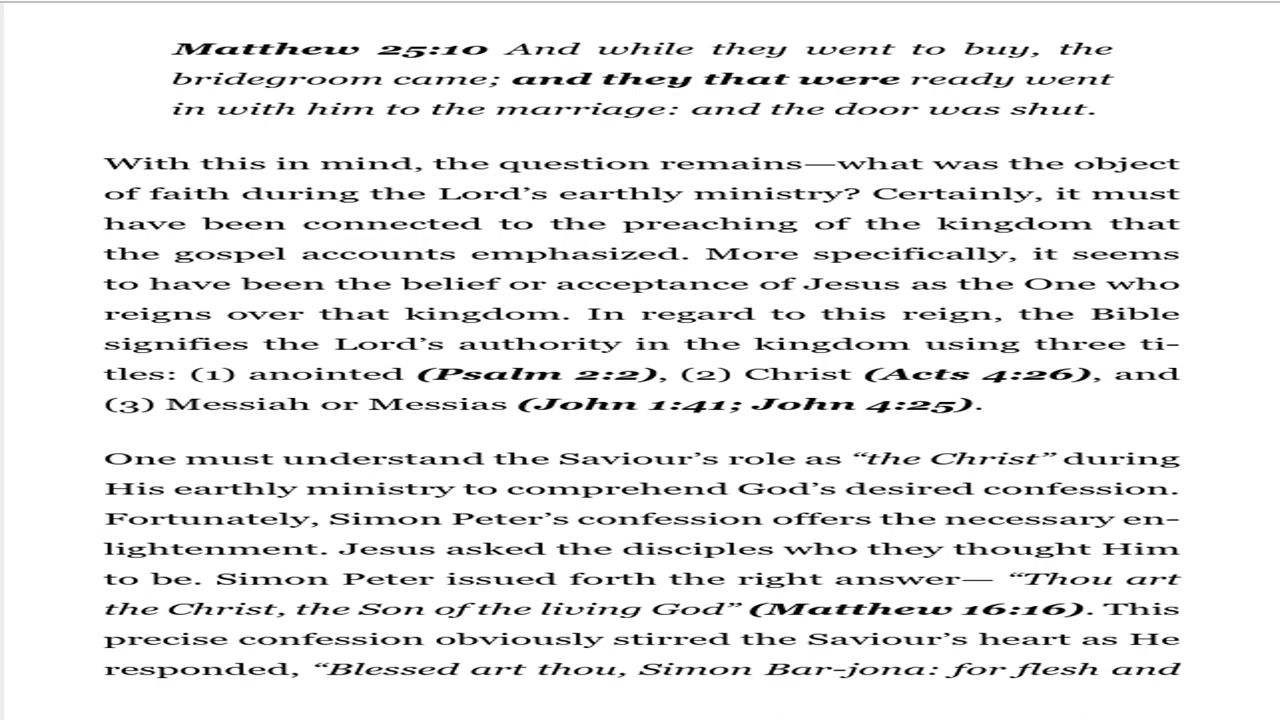 Matthew 25:10 And while they went to buy, the
bridegroom came; and they that were ready went
in with him to the marriage: and the door was shut.
With this in mind, the question remains—what was the object
of faith during the Lord’s earthly ministry? Certainly, it must
have been connected to the preaching of the kingdom that
the gospel accounts emphasized. More specifically, it seems
to have been the belief or acceptance of Jesus as the One who
reigns over that kingdom. In regard to this reign, the Bible
signifies the Lord’s authority in the kingdom using three ti-
tles: (1) anointed (Psalm 2:2), (2) Christ (Acts 4:26), and
(3) Messiah or Messias (John 1:41; John 4:25).
One must understand the Saviour’s role as “the Christ” during
His earthly ministry to comprehend God’s desired confession.
Fortunately, Simon Peter’s confession offers the necessary en-
lightenment. Jesus asked the disciples who they thought Him
to be. Simon Peter issued forth the right answer— “Thou art
the Christ, the Son of the living God” (Matthew 16:16). This
precise confession obviously stirred the Saviour’s heart as He
responded, “Blessed art thou, Simon Bar-jona: for flesh and